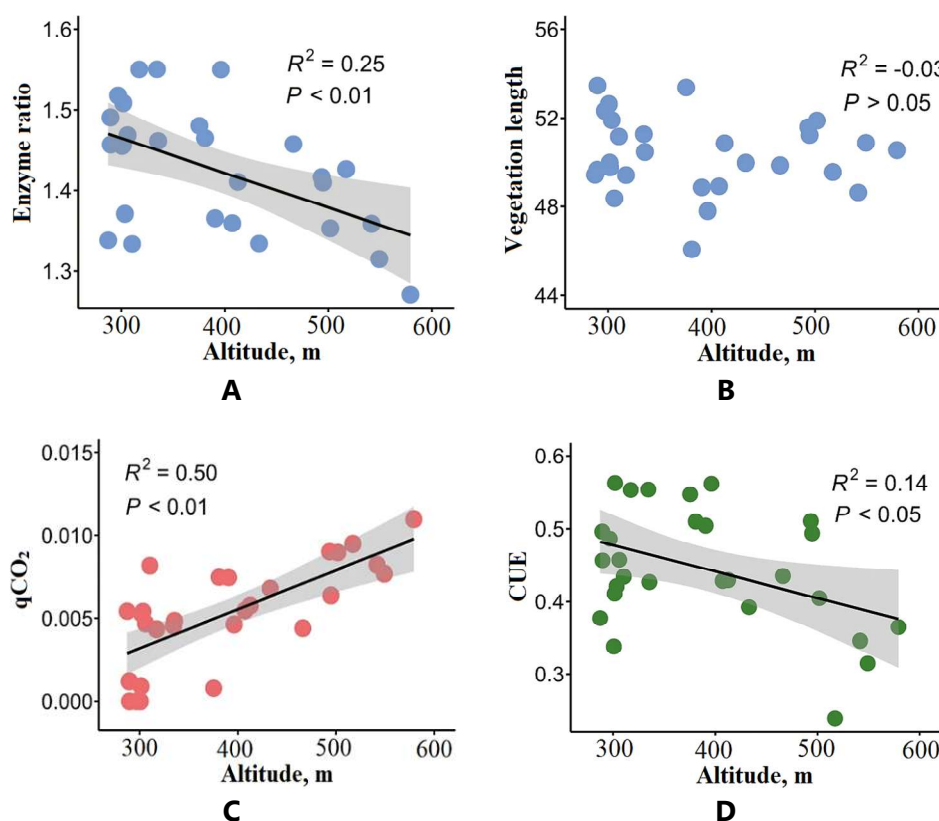 1.6
1.5
1.4
1.3
Enzyme ratio
R² = 0.25
P < 0.01
300 400 500 600
Altitude, m
A
56
52
48
44
Vegetation length
R² = -0.03
P > 0.05
300 400 500 600
Altitude, m
B
0.015
0.010
0.005
0.000
qCO₂
R² = 0.50
P < 0.01
300 400 500 600
Altitude, m
C
0.6
0.5
0.4
0.3
CUE
R² = 0.14
P < 0.05
300 400 500 600
Altitude, m
D